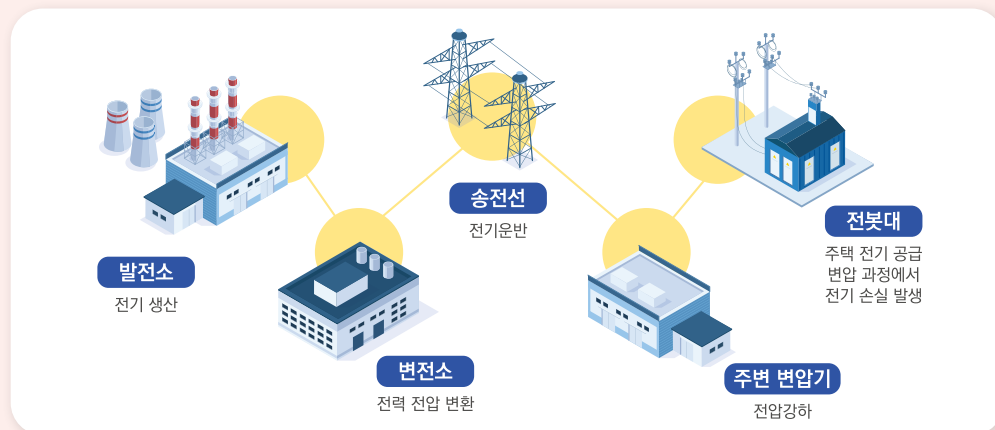 발전소
전기 생산
변전소
전력 전압 변환
송전선
전기운반
주변 변압기
전압강하
전봇대
주택 전기 공급
변압 과정에서
전기 손실 발생